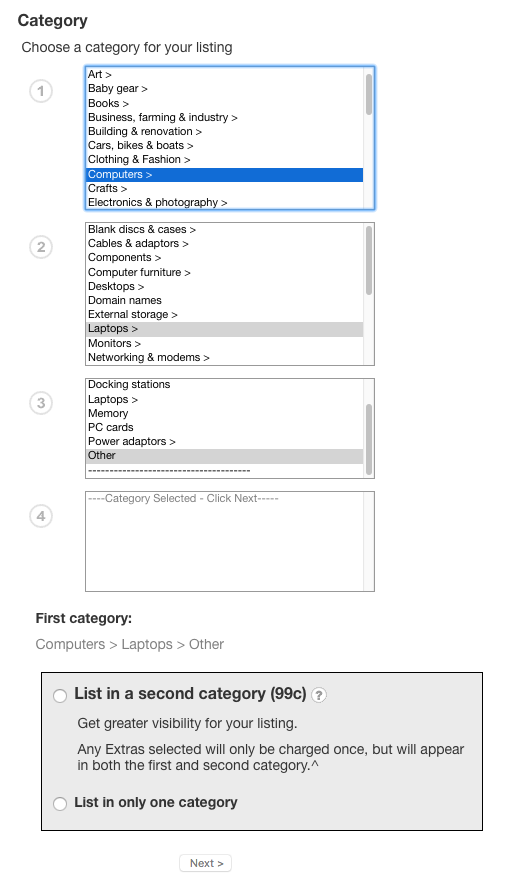 Category
Choose a category for your listing
1
Art >
Baby gear >
Books >
Business, farming & industry >
Building & renovation >
Cars, bikes & boats >
Clothing & Fashion >
Computers >
Crafts >
Electronics & photography >
2
Blank discs & cases >
Cables & adaptors >
Components >
Computer furniture >
Desktops >
Domain names
External storage >
Laptops >
Monitors >
Networking & modems >
3
Docking stations
Laptops >
Memory
PC cards
Power adaptors >
Other
--------------------------------------
4
----Category Selected - Click Next-----
First category:
Computers > Laptops > Other
List in a second category (99c) ?
Get greater visibility for your listing.
Any Extras selected will only be charged once, but will appear
in both the first and second category.^
List in only one category
Next >